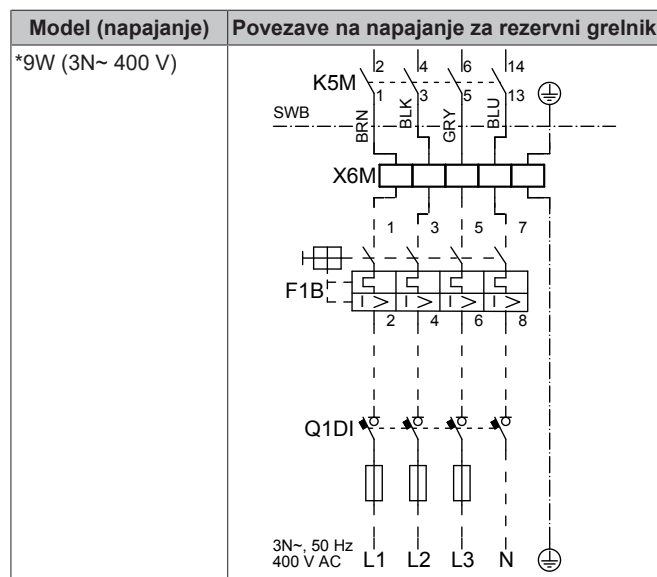 Model (napajanje) Povezave na napajanje za rezervni grelnik
*9W (3N~ 400 V)
2 4 6 14
K5M
1 3 5 13
SWB
BRN BLK GRY BLU
X6M
1 3 5 7
F1B
I > I > I > I >
2 4 6 8
Q1DI
3N~, 50 Hz
400 V AC
L1 L2 L3 N